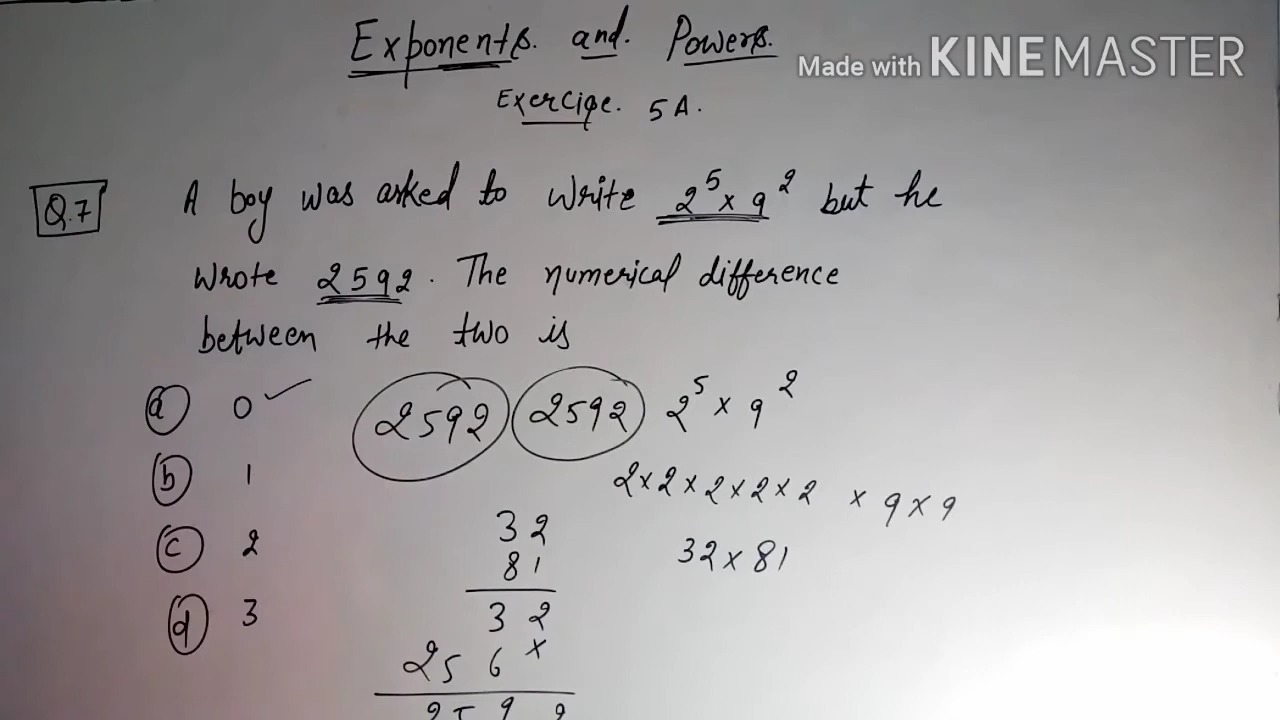 Exponents. and. Powers.
Made with KINEMASTER
Exercise. 5A.
Q.7 A boy was asked to write 2⁵ × 9² but he
wrote 2592. The numerical difference
between the two is
a 0 ✓
2592 2592 2⁵ × 9²
b 1
2×2×2×2×2 × 9×9
c 2
32
81
32 × 81
d 3
32
256×
2592